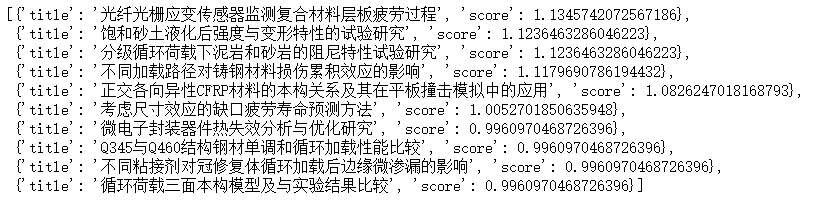 [{'title': '光纤光栅应变传感器监测复合材料层板疲劳过程', 'score': 1.1345742072567186},
{'title': '饱和砂土液化后强度与变形特性的试验研究', 'score': 1.1236463286046223},
{'title': '分级循环荷载下泥岩和砂岩的阻尼特性试验研究', 'score': 1.1236463286046223},
{'title': '不同加载路径对铸钢材料损伤累积效应的影响', 'score': 1.1179690786194432},
{'title': '正交各向异性CFRP材料的本构关系及其在平板撞击模拟中的应用', 'score': 1.0826247018168793},
{'title': '考虑尺寸效应的缺口疲劳寿命预测方法', 'score': 1.0052701850635948},
{'title': '微电子封装器件热失效分析与优化研究', 'score': 0.9960970468726396},
{'title': 'Q345与Q460结构钢材单调和循环加载性能比较', 'score': 0.9960970468726396},
{'title': '不同粘接剂对冠修复体循环加载后边缘微渗漏的影响', 'score': 0.9960970468726396},
{'title': '循环荷载三面本构模型及与实验结果比较', 'score': 0.9960970468726396}]